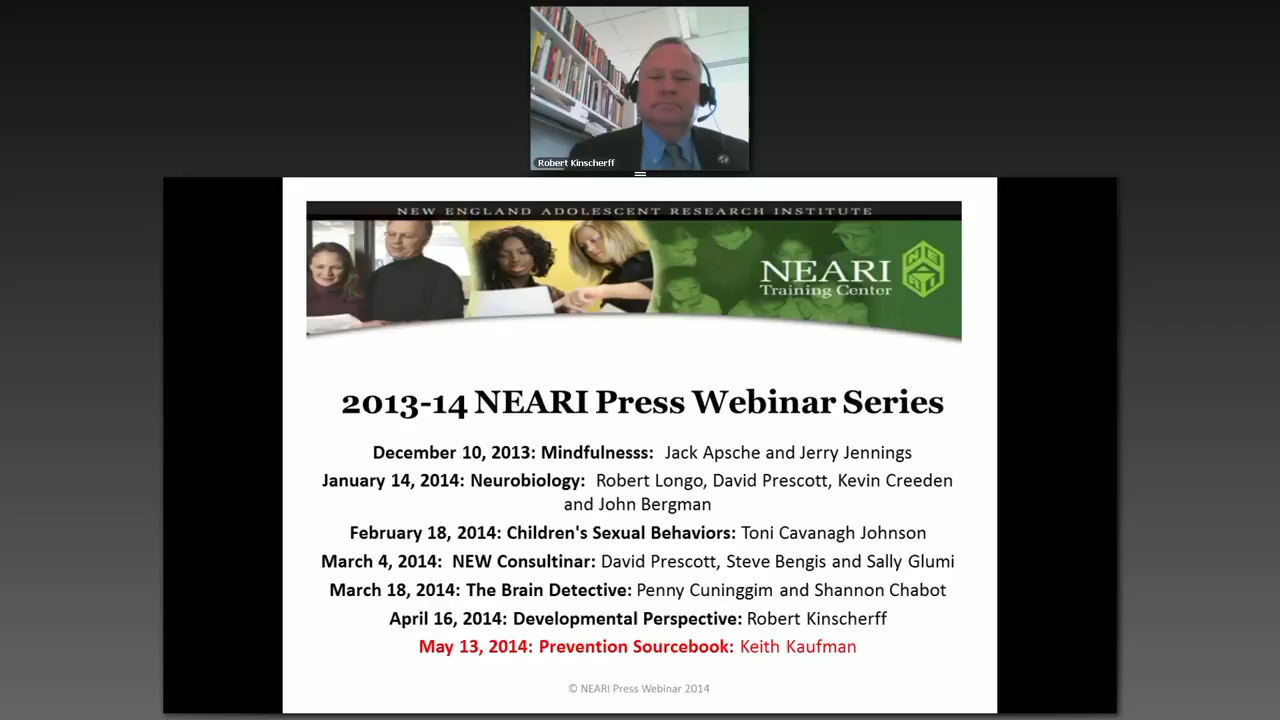 Robert Kinscherff
NEW ENGLAND ADOLESCENT RESEARCH INSTITUTE
NEARI
Training Center
2013-14 NEARI Press Webinar Series
December 10, 2013: Mindfulnesss: Jack Apsche and Jerry Jennings
January 14, 2014: Neurobiology: Robert Longo, David Prescott, Kevin Creeden
and John Bergman
February 18, 2014: Children's Sexual Behaviors: Toni Cavanagh Johnson
March 4, 2014: NEW Consultinar: David Prescott, Steve Bengis and Sally Glumi
March 18, 2014: The Brain Detective: Penny Cuninggim and Shannon Chabot
April 16, 2014: Developmental Perspective: Robert Kinscherff
May 13, 2014: Prevention Sourcebook: Keith Kaufman
© NEARI Press Webinar 2014